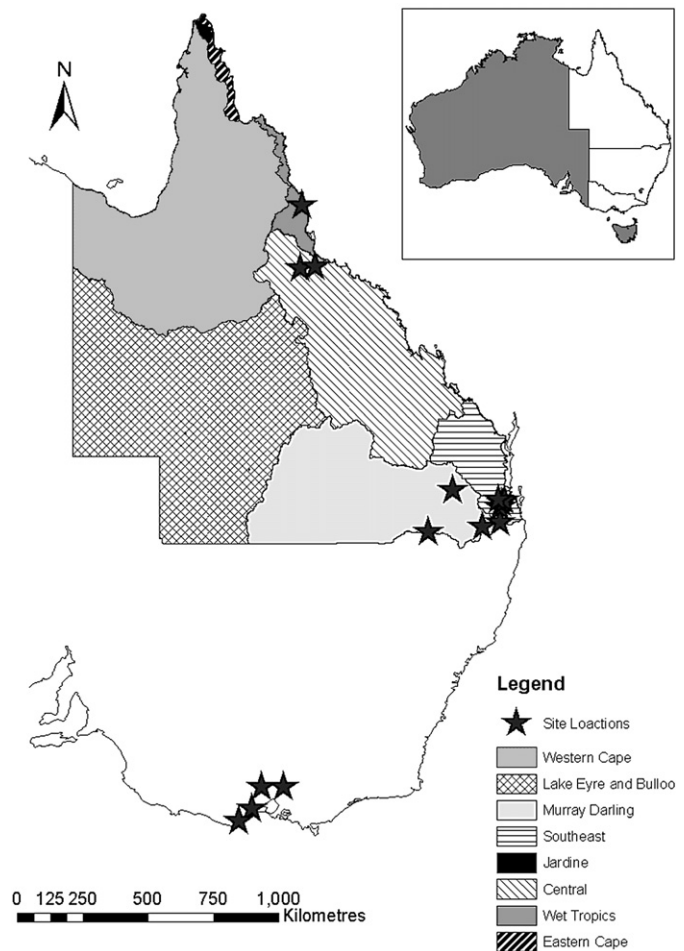 N
Legend
Site Loactions
Western Cape
Lake Eyre and Bulloo
Murray Darling
Southeast
Jardine
Central
Wet Tropics
Eastern Cape
0 125 250 500 750 1,000
Kilometres